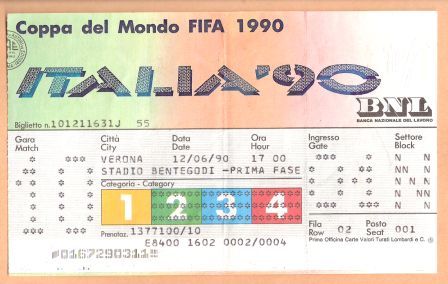 Coppa del Mondo FIFA 1990
ITALIA '90
BNL
BANCA NAZIONALE DEL LAVORO
Biglietto n. 101211631J 55
Gara Città Data Ora Ingresso Settore
Match City Date Hour Gate Block
VERONA 12/06/90 17 00
STADIO BENTEGODI -PRIMA FASE
Categoria - Category
1 2 3 4
Prenotaz. 1377100/10
E8400 1602 0002/0004
Fila 02 Posto 001
Row Seat
0167290311
Prima Officina Carte Valori Turati Lombardi e C.
N N
N N
N N
N NN
N N